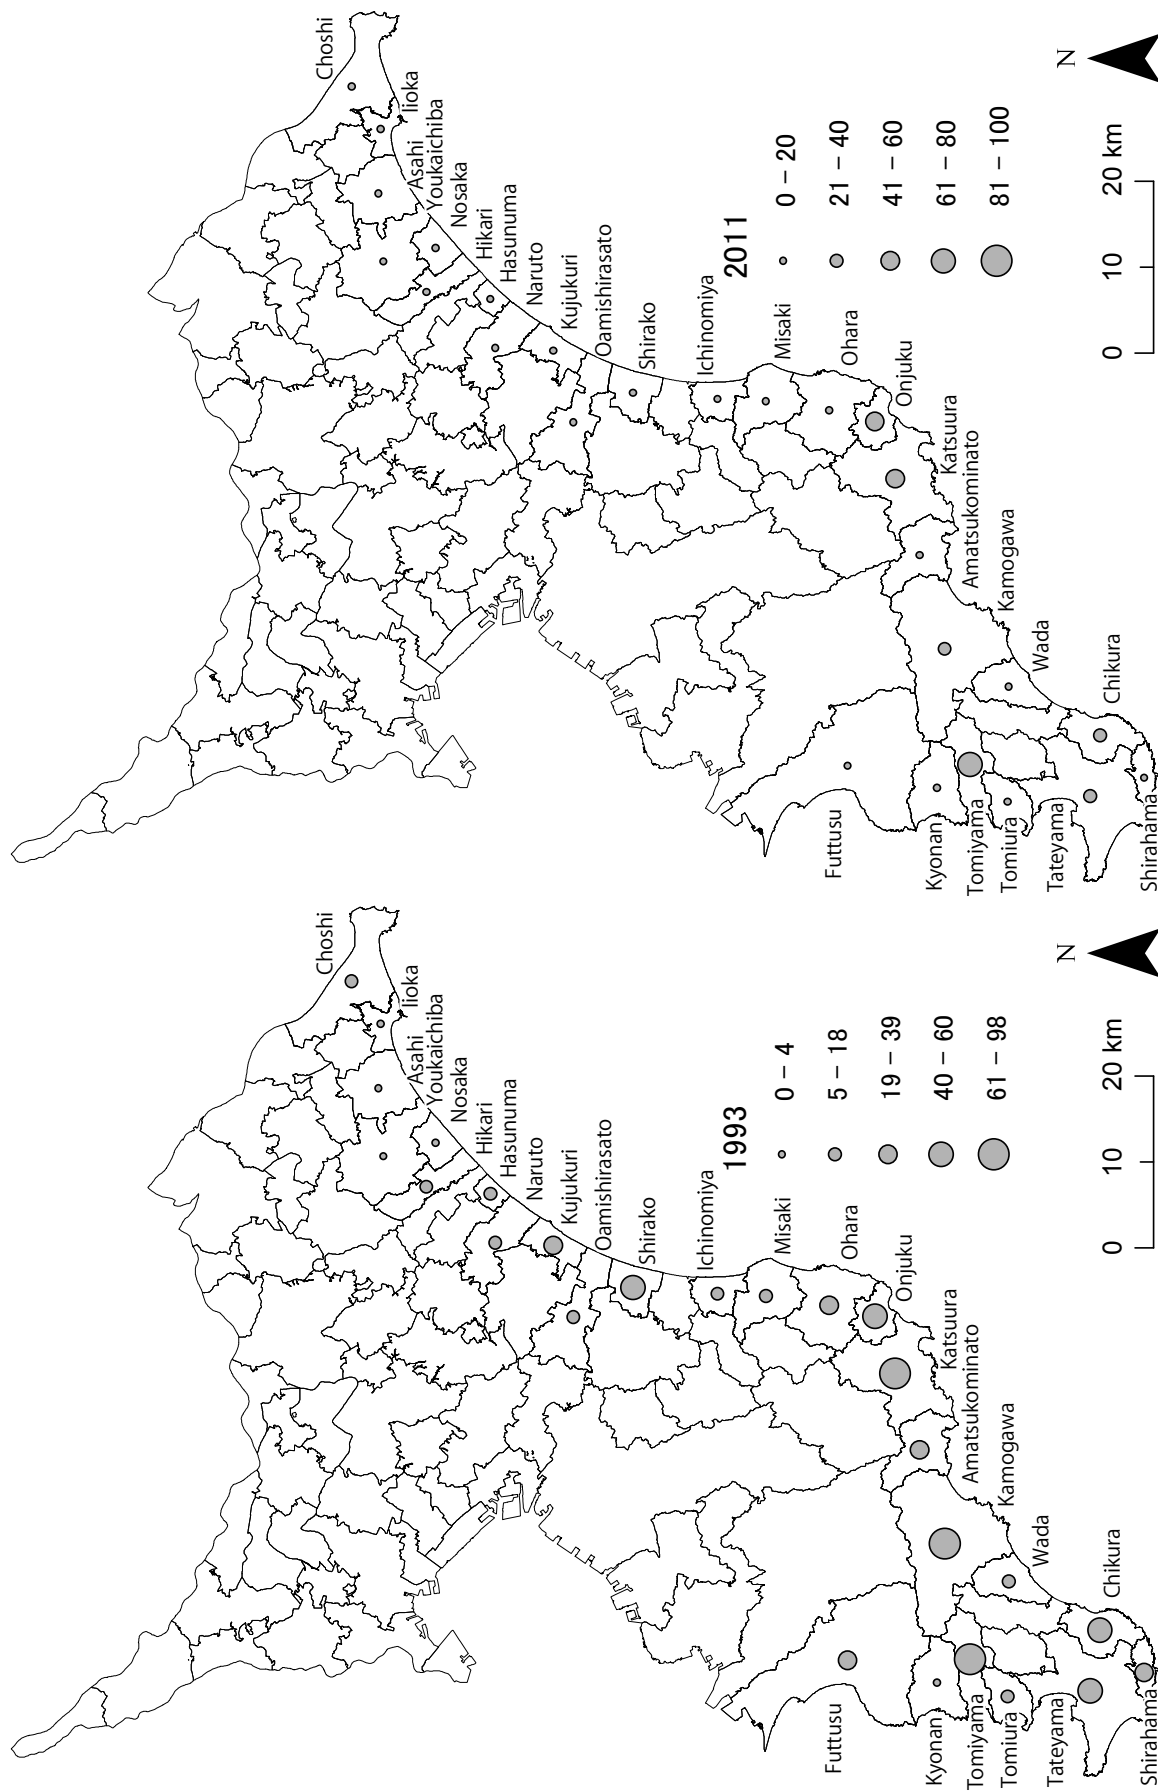 Choshi
Iioka
Asahi
Youkaichiba
Nosaka
Hikari
Hasunuma
Naruto
Kujukuri
Oamishirasato
Shirako
Ichinomiya
Misaki
Ohara
Onjuku
Katsuura
Amatsukominato
Kamogawa
Wada
Chikura
Futtusu
Kyonan
Tomiyama
Tomiura
Tateyama
Shirahama
1993
0 – 4
5 – 18
19 – 39
40 – 60
61 – 98
N
0 10 20 km
Choshi
Iioka
Asahi
Youkaichiba
Nosaka
Hikari
Hasunuma
Naruto
Kujukuri
Oamishirasato
Shirako
Ichinomiya
Misaki
Ohara
Onjuku
Katsuura
Amatsukominato
Kamogawa
Wada
Chikura
Futtusu
Kyonan
Tomiyama
Tomiura
Tateyama
Shirahama
2011
0 – 20
21 – 40
41 – 60
61 – 80
81 – 100
N
0 10 20 km